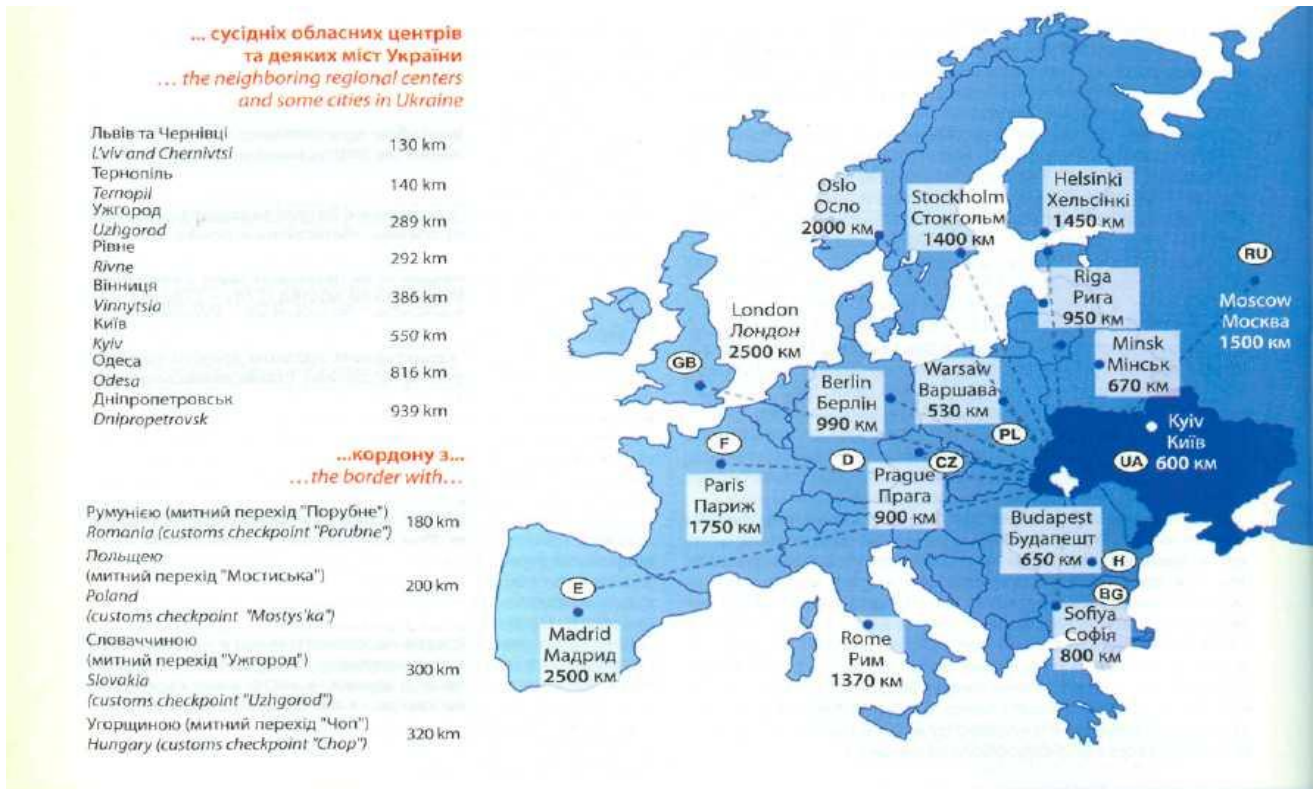 ... сусідніх обласних центрів
та деяких міст України
... the neighboring regional centers
and some cities in Ukraine
Львів та Чернівці
L'viv and Chernivtsi
130 km
Тернопіль
Ternopil
140 km
Ужгород
Uzhgorod
289 km
Рівне
Rivne
292 km
Вінниця
Vinnytsia
386 km
Київ
Kyiv
550 km
Одеса
Odesa
816 km
Дніпропетровськ
Dnipropetrovsk
939 km
...кордону з...
...the border with...
Румунією (митний перехід "Порубне")
Romania (customs checkpoint "Porubne")
180 km
Польщею
(митний перехід "Мостиська")
Poland
(customs checkpoint "Mostys'ka")
200 km
Словаччиною
(митний перехід "Ужгород")
Slovakia
(customs checkpoint "Uzhgorod")
300 km
Угорщиною (митний перехід "Чоп")
Hungary (customs checkpoint "Chop")
320 km
Oslo
Осло
2000 км
Stockholm
Стокгольм
1400 км
Helsinki
Хельсінкі
1450 км
RU
Riga
Рига
950 км
Moscow
Москва
1500 км
London
Лондон
2500 км
GB
Minsk
Мінськ
670 км
Warsaw
Варшава
530 км
Berlin
Берлін
990 км
PL
Kyiv
Київ
600 км
UA
F
D
CZ
Paris
Париж
1750 км
Prague
Прага
900 км
Budapest
Будапешт
650 км
H
E
BG
Madrid
Мадрид
2500 км
Rome
Рим
1370 км
Sofiya
Софія
800 км